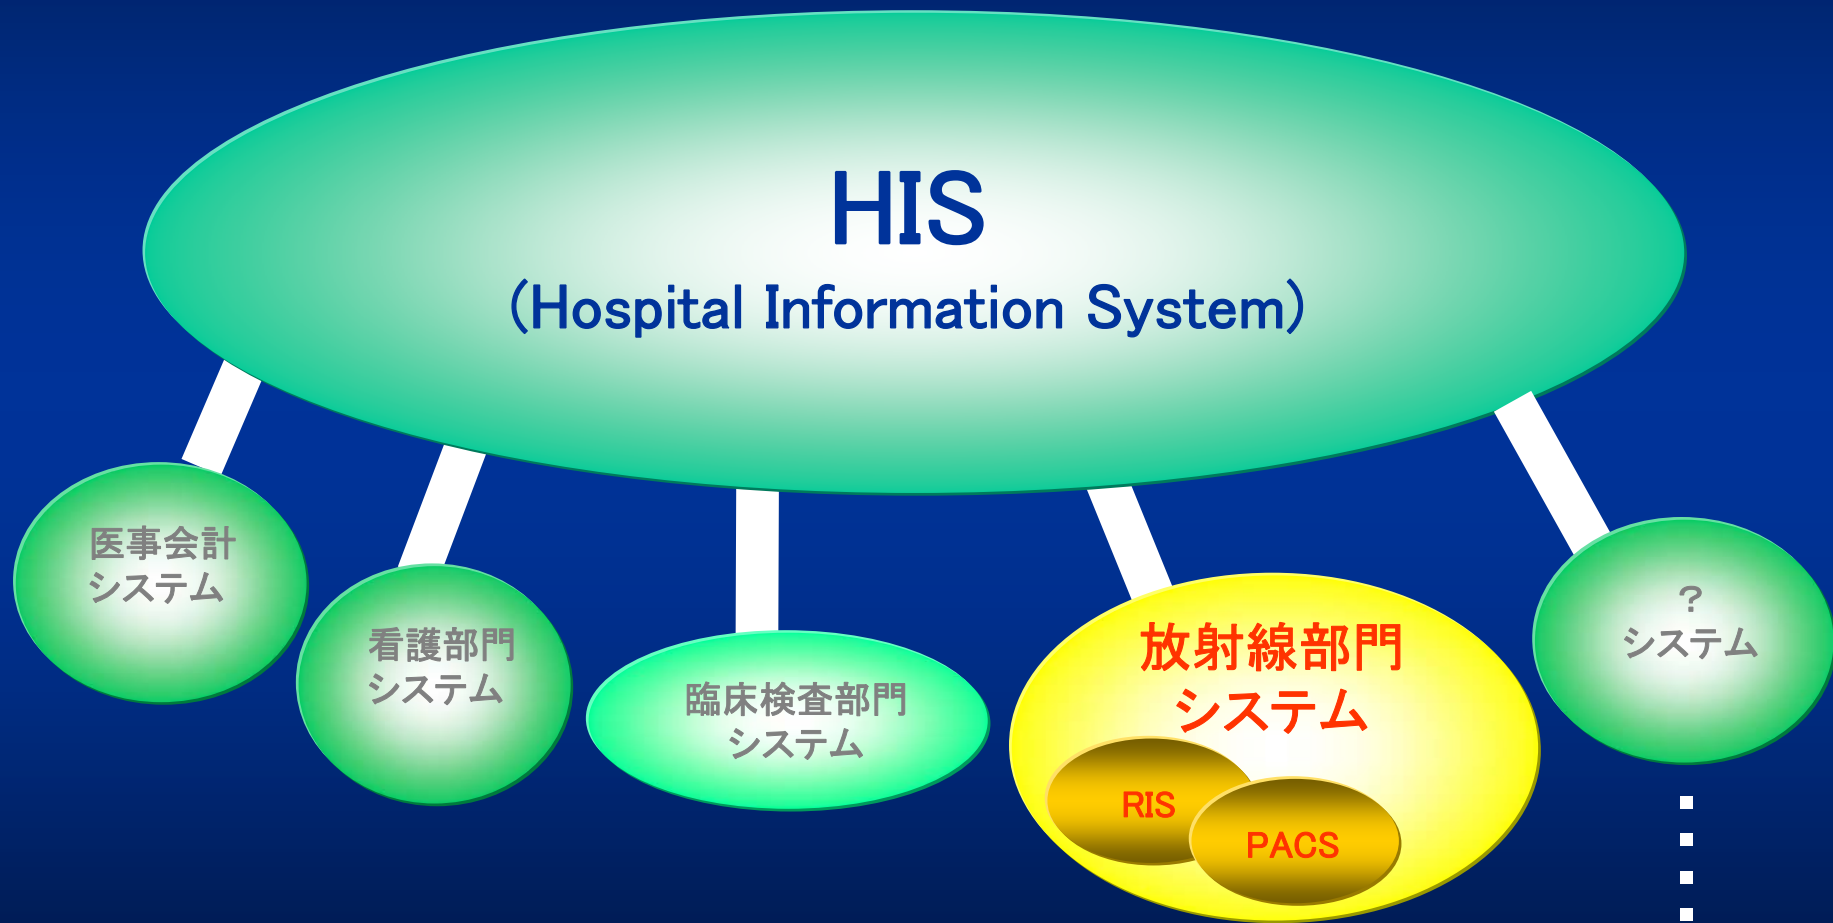 HIS
(Hospital Information System)
医事会計
システム
看護部門
システム
臨床検査部門
システム
放射線部門
システム
RIS
PACS
?
システム